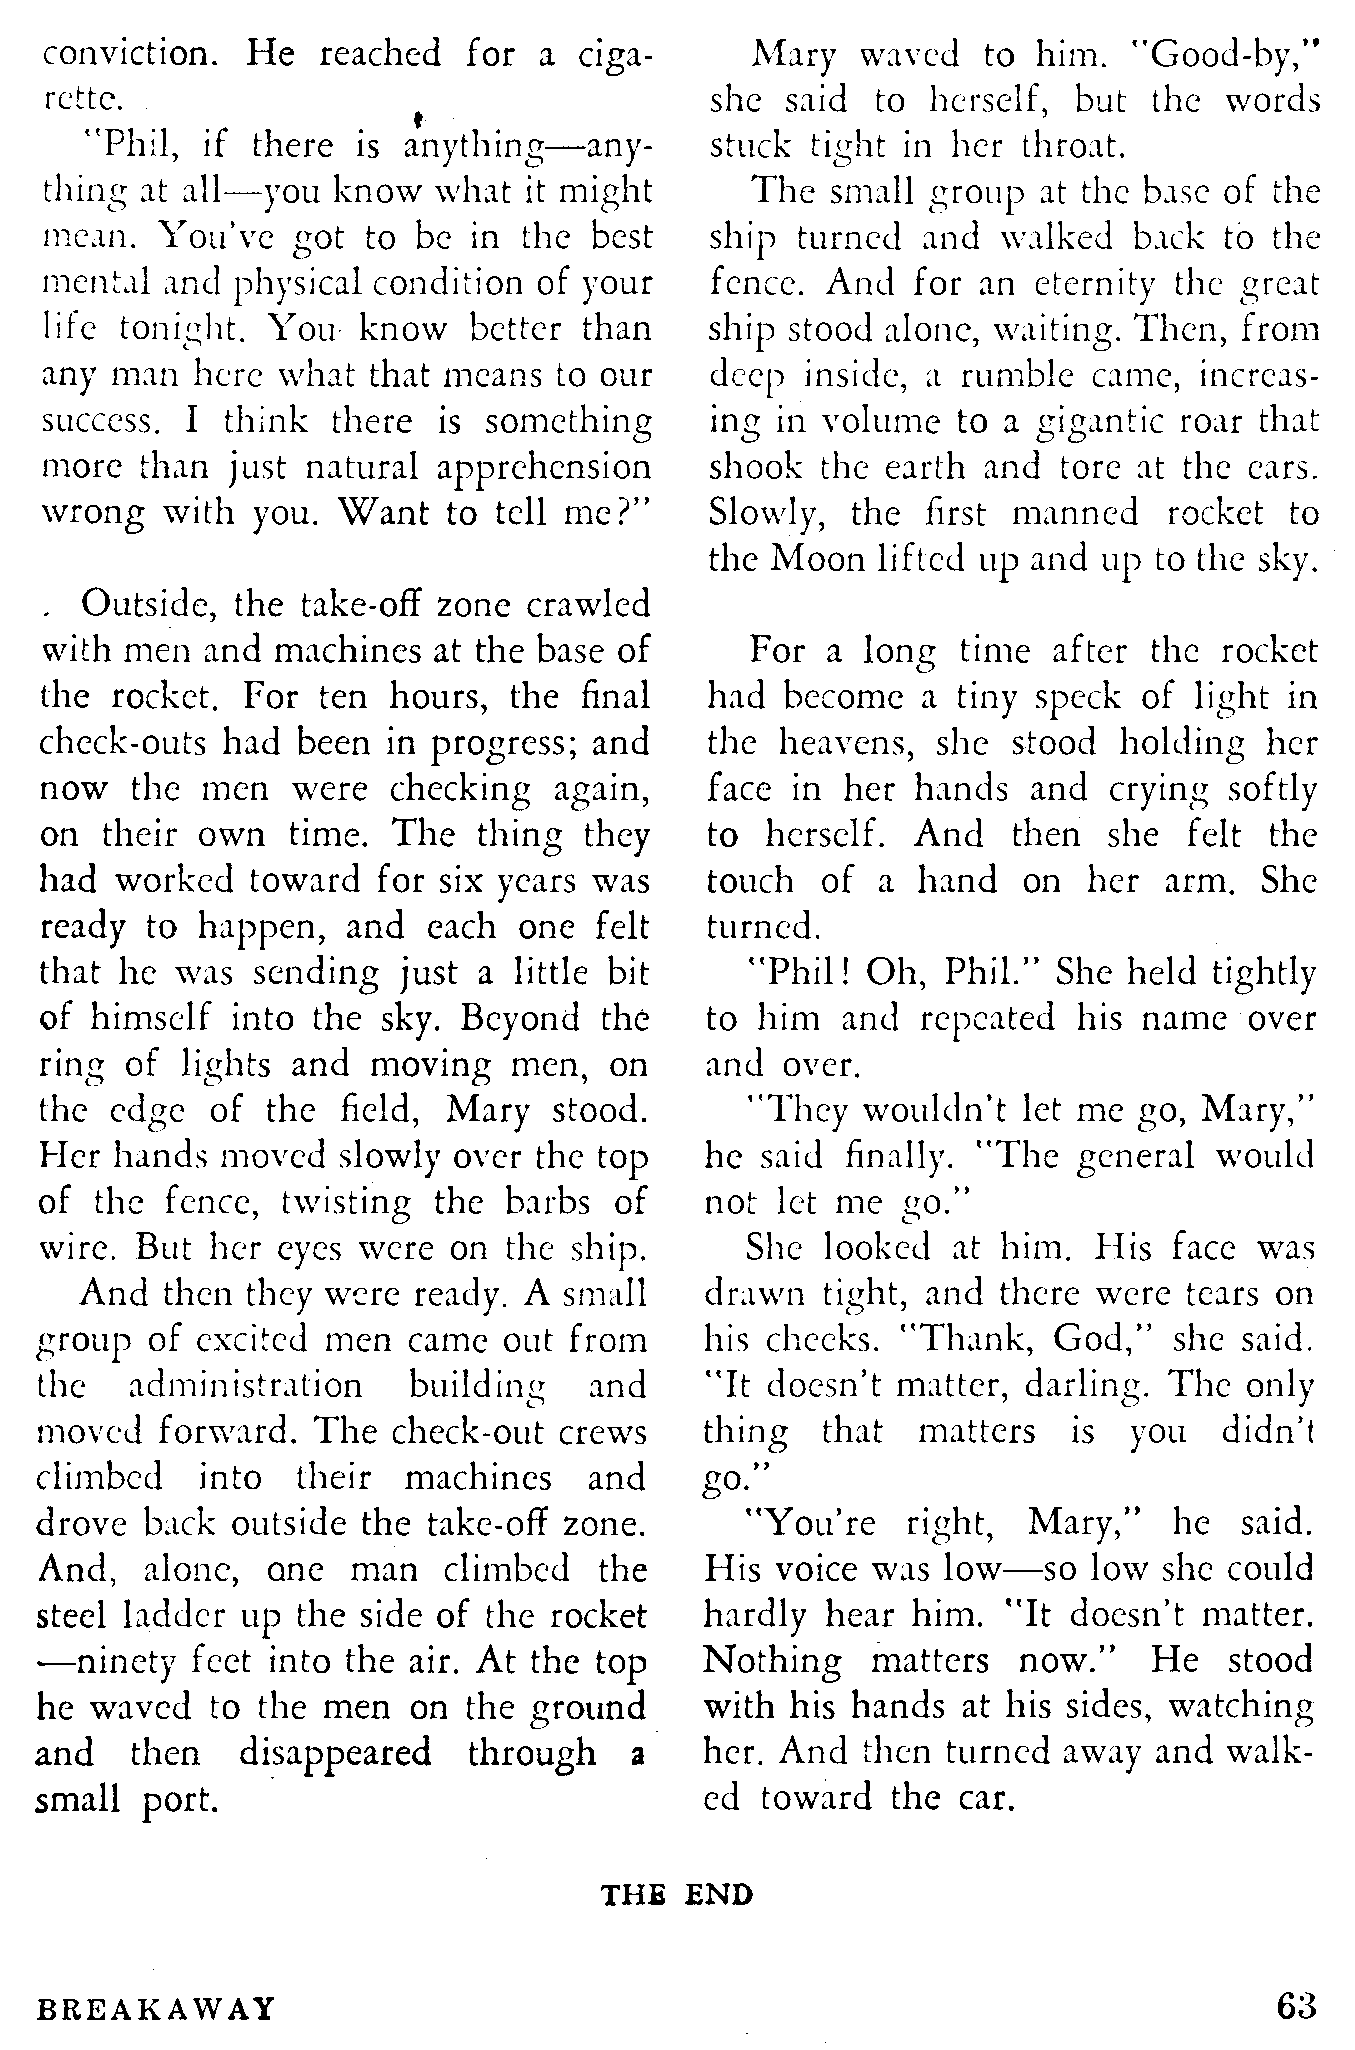 conviction. He reached for a ciga-
rette.
"Phil, if there is anything—any-
thing at all—you know what it might
mean. You've got to be in the best
mental and physical condition of your
life tonight. You know better than
any man here what that means to our
success. I think there is something
more than just natural apprehension
wrong with you. Want to tell me?"
Outside, the take-off zone crawled
with men and machines at the base of
the rocket. For ten hours, the final
check-outs had been in progress; and
now the men were checking again,
on their own time. The thing they
had worked toward for six years was
ready to happen, and each one felt
that he was sending just a little bit
of himself into the sky. Beyond the
ring of lights and moving men, on
the edge of the field, Mary stood.
Her hands moved slowly over the top
of the fence, twisting the barbs of
wire. But her eyes were on the ship.
And then they were ready. A small
group of excited men came out from
the administration building and
moved forward. The check-out crews
climbed into their machines and
drove back outside the take-off zone.
And, alone, one man climbed the
steel ladder up the side of the rocket
—ninety feet into the air. At the top
he waved to the men on the ground
and then disappeared through a
small port.
Mary waved to him. "Good-by,"
she said to herself, but the words
stuck tight in her throat.
The small group at the base of the
ship turned and walked back to the
fence. And for an eternity the great
ship stood alone, waiting. Then, from
deep inside, a rumble came, increas-
ing in volume to a gigantic roar that
shook the earth and tore at the ears.
Slowly, the first manned rocket to
the Moon lifted up and up to the sky.
For a long time after the rocket
had become a tiny speck of light in
the heavens, she stood holding her
face in her hands and crying softly
to herself. And then she felt the
touch of a hand on her arm. She
turned.
"Phil! Oh, Phil." She held tightly
to him and repeated his name over
and over.
"They wouldn't let me go, Mary,"
he said finally. "The general would
not let me go."
She looked at him. His face was
drawn tight, and there were tears on
his cheeks. "Thank, God," she said.
"It doesn't matter, darling. The only
thing that matters is you didn't
go."
"You're right, Mary," he said.
His voice was low—so low she could
hardly hear him. "It doesn't matter.
Nothing matters now." He stood
with his hands at his sides, watching
her. And then turned away and walk-
ed toward the car.
THE END
BREAKAWAY
63